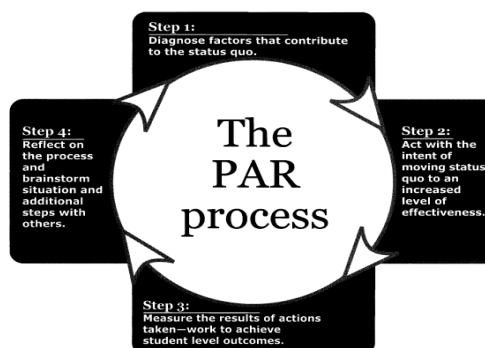 Step 1:
Diagnose factors that contribute
to the status quo.
The
PAR
process
Step 2:
Act with the
intent of
moving status
quo to an
increased
level of
effectiveness.
Step 3:
Measure the results of actions
taken—work to achieve
student level outcomes.
Step 4:
Reflect on
the process
and
brainstorm
situation and
additional
steps with
others.